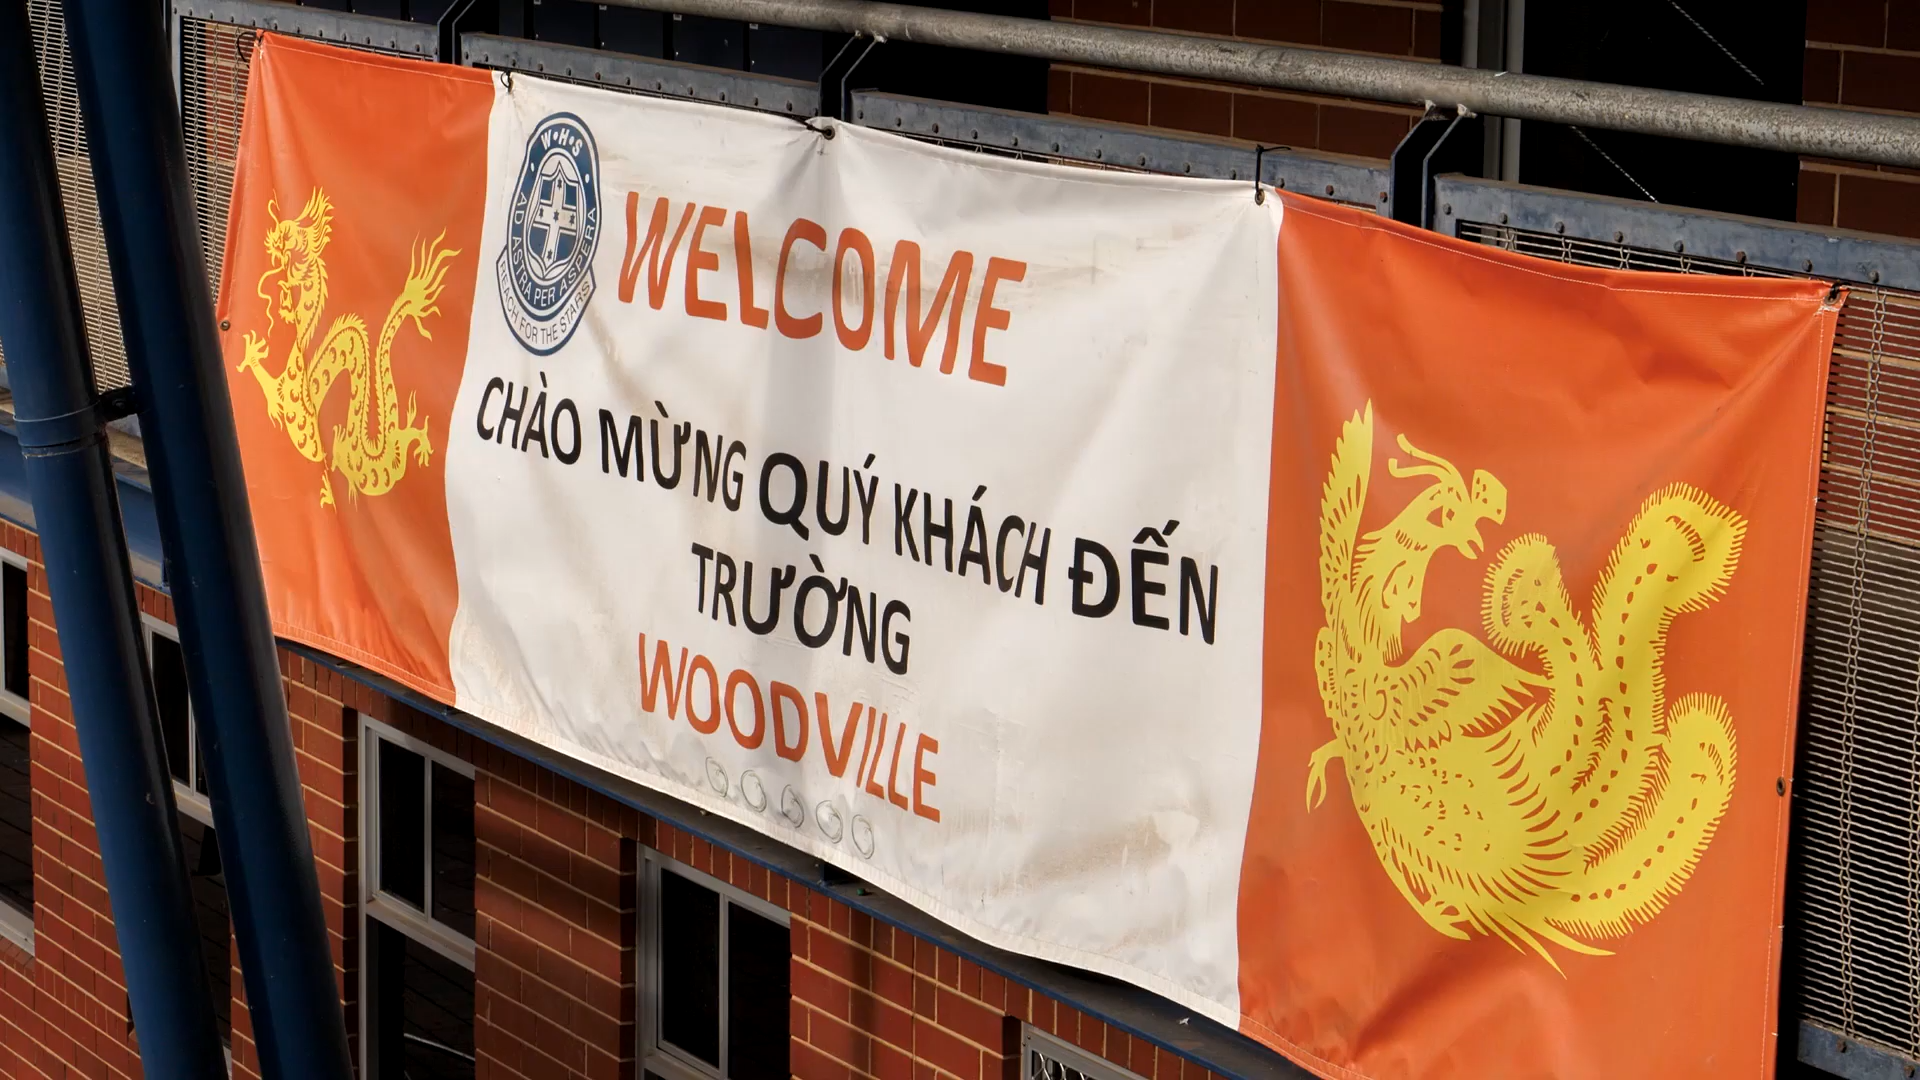 W·H·S
AD ASTRA PER ASPERA
REACH FOR THE STARS
WELCOME
CHÀO MỪNG QUÝ KHÁCH ĐẾN
TRƯỜNG
WOODVILLE